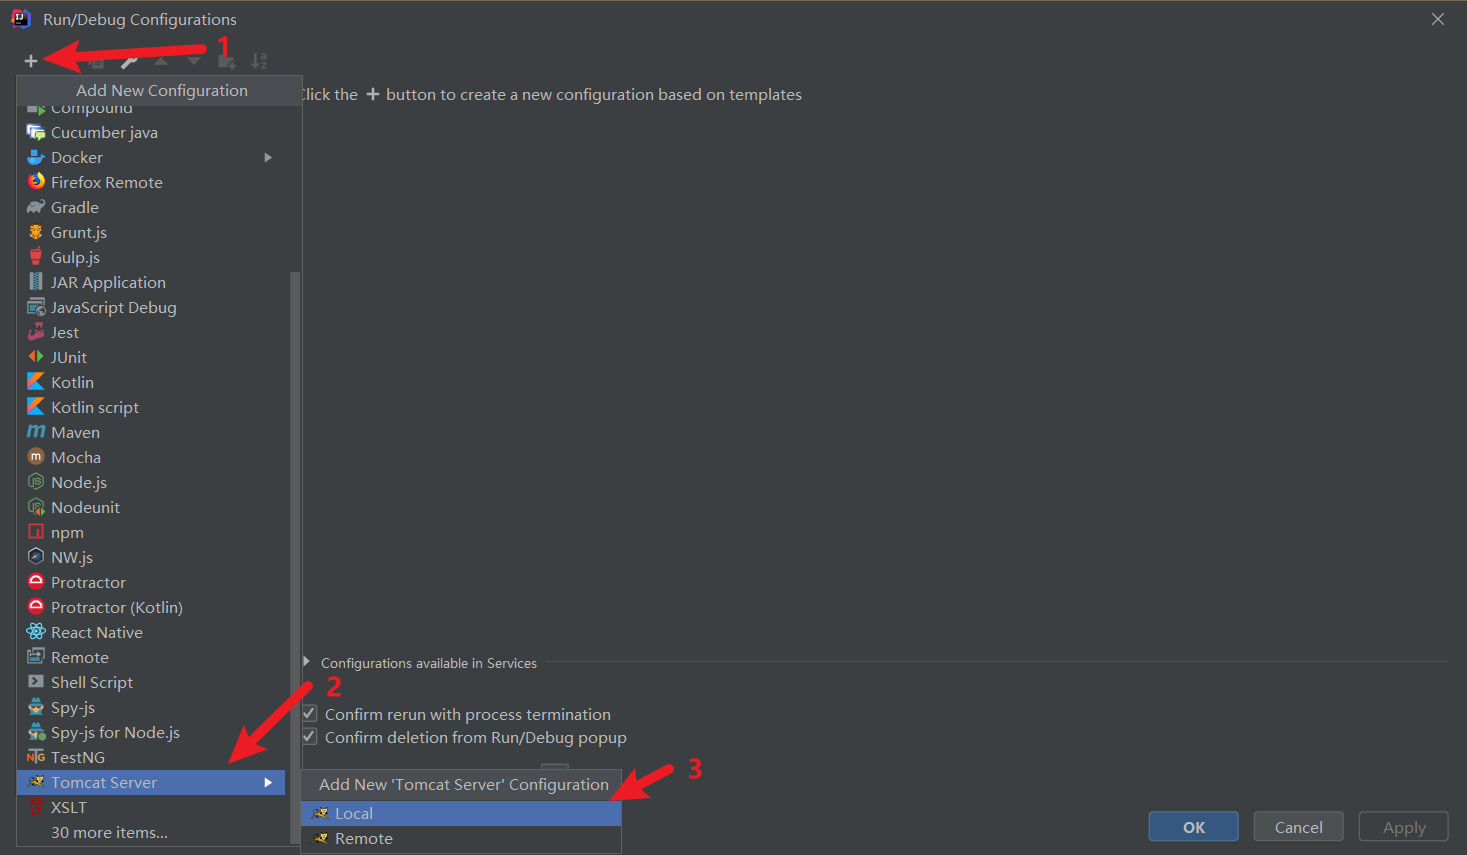 Run/Debug Configurations
1
Add New Configuration
Click the + button to create a new configuration based on templates
Compound
Cucumber java
Docker
Firefox Remote
Gradle
Grunt.js
Gulp.js
JAR Application
JavaScript Debug
Jest
JUnit
Kotlin
Kotlin script
Maven
Mocha
Node.js
Nodeunit
npm
NW.js
Protractor
Protractor (Kotlin)
React Native
Remote
Configurations available in Services
Shell Script
2
Spy-js
Confirm rerun with process termination
Spy-js for Node.js
Confirm deletion from Run/Debug popup
TestNG
3
Tomcat Server
Add New 'Tomcat Server' Configuration
XSLT
Local
30 more items...
Remote
OK
Cancel
Apply